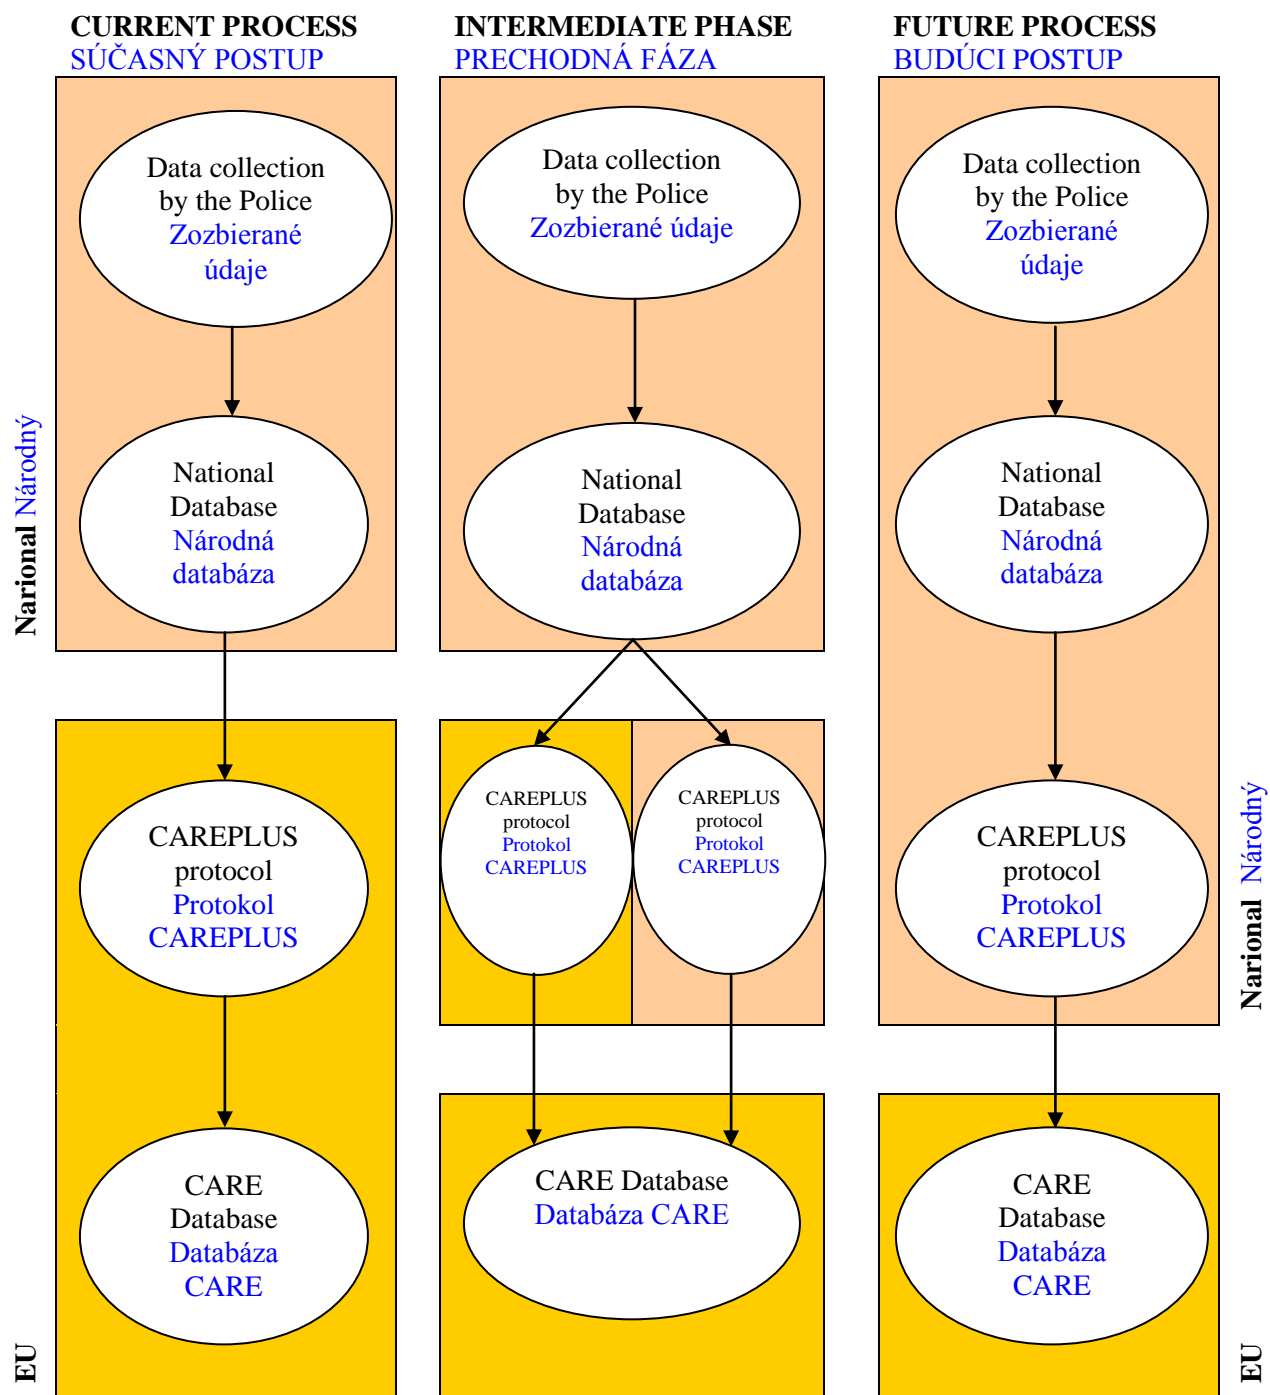 CURRENT PROCESS
SÚČASNÝ POSTUP
INTERMEDIATE PHASE
PRECHODNÁ FÁZA
FUTURE PROCESS
BUDÚCI POSTUP
Data collection
by the Police
Zozbierané
údaje
National
Database
Národná
databáza
Narional Národný
CAREPLUS
protocol
Protokol
CAREPLUS
CARE
Database
Databáza
CARE
EU
Data collection
by the Police
Zozbierané údaje
National
Database
Národná
databáza
CAREPLUS
protocol
Protokol
CAREPLUS
CAREPLUS
protocol
Protokol
CAREPLUS
CARE Database
Databáza CARE
Data collection
by the Police
Zozbierané
údaje
National
Database
Národná
databáza
CAREPLUS
protocol
Protokol
CAREPLUS
Narional Národný
CARE
Database
Databáza
CARE
EU